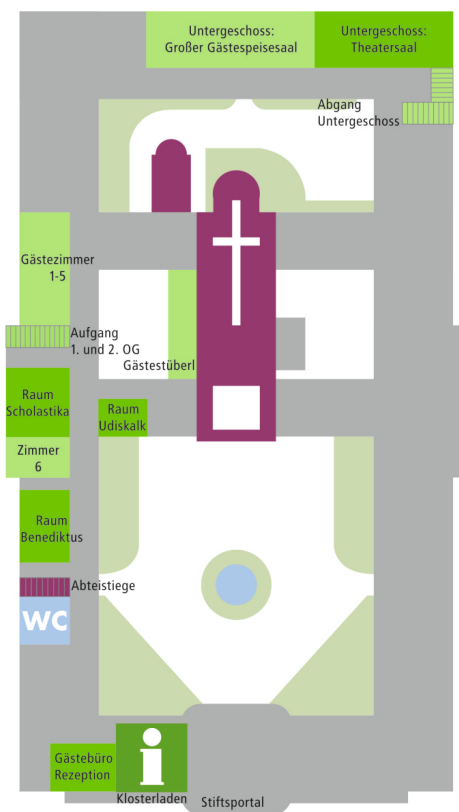 Untergeschoss:
Großer Gästespeisesaal
Untergeschoss:
Theatersaal
Abgang
Untergeschoss
Gästezimmer
1-5
Aufgang
1. und 2. OG
Gästestüberl
Raum
Scholastika
Raum
Udiskalk
Zimmer
6
Raum
Benediktus
Abteistiege
WC
Gästebüro
Rezeption
Klosterladen
Stiftsportal